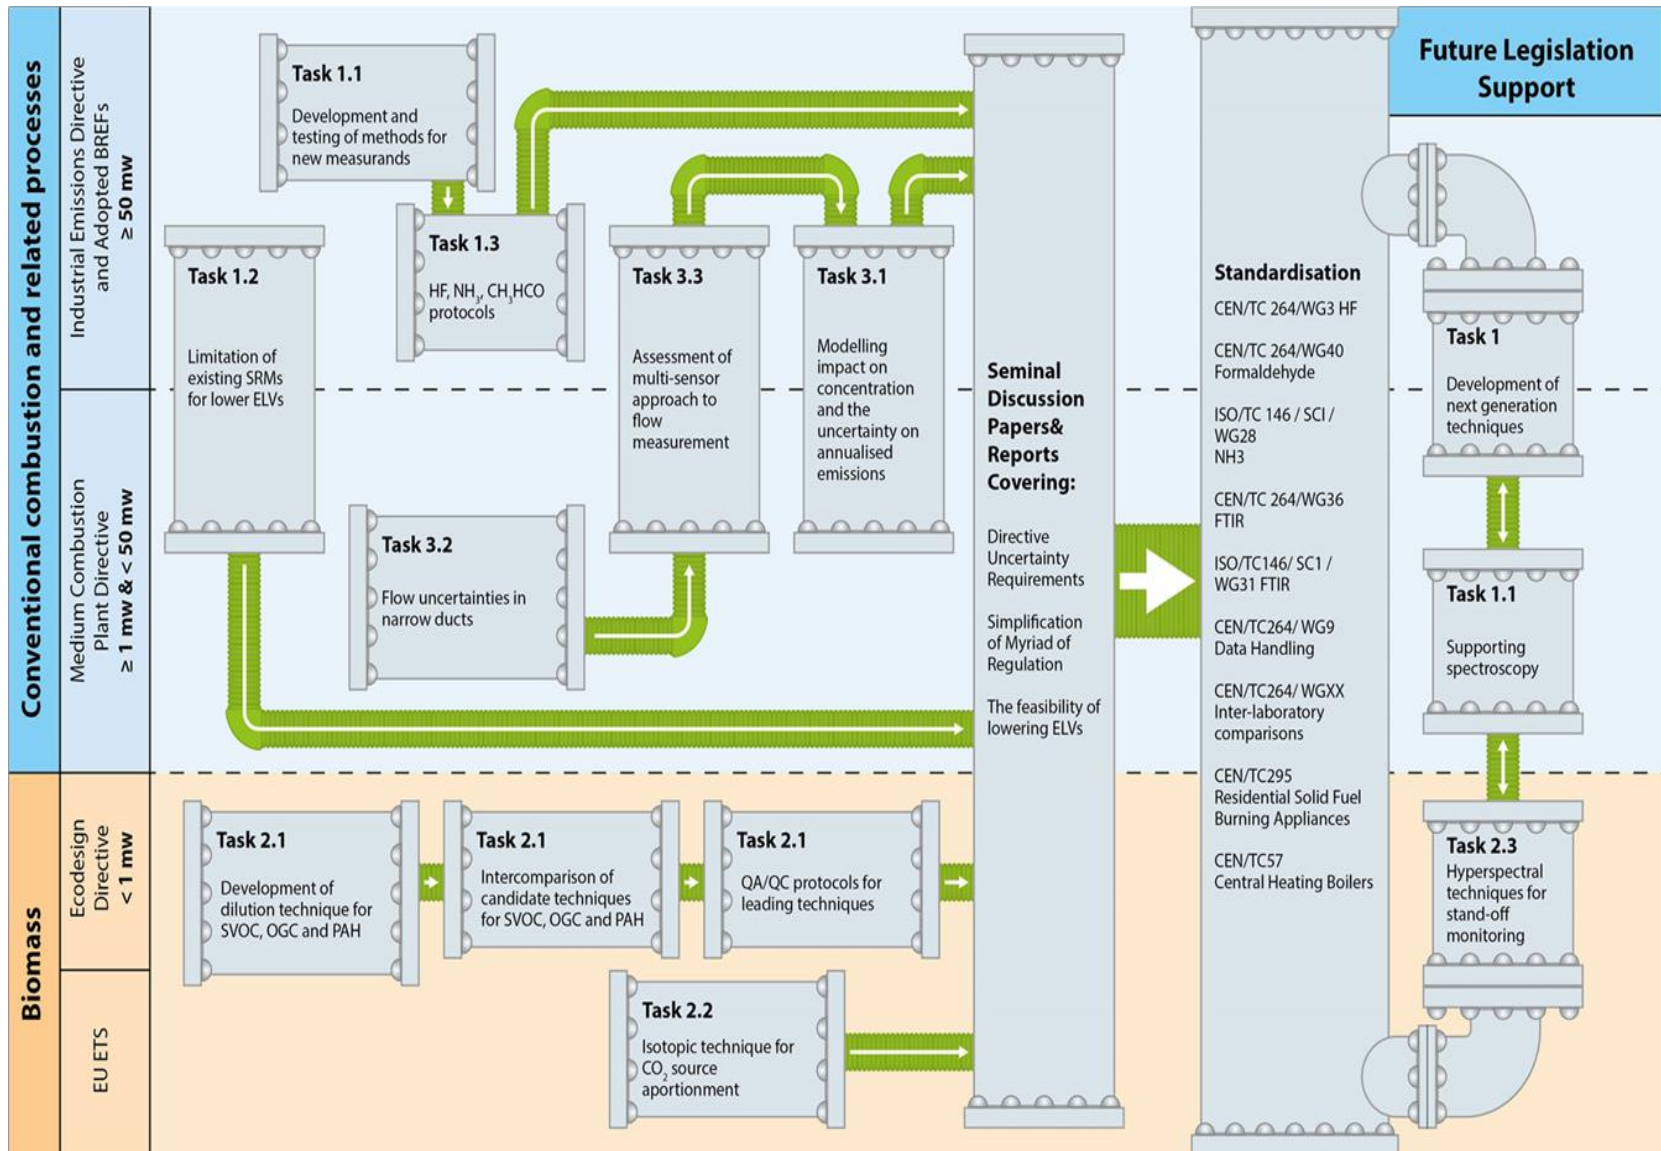 Conventional combustion and related processes
Industrial Emissions Directive
and Adopted BREFs
≥ 50 mw
Medium Combustion
Plant Directive
≥ 1 mw & < 50 mw
Biomass
Ecodesign
Directive
< 1 mw
EU ETS
Task 1.1
Development and
testing of methods for
new measurands
Task 1.3
HF, NH3, CH3HCO
protocols
Task 1.2
Limitation of
existing SRMs
for lower ELVs
Task 3.3
Assessment of
multi-sensor
approach to
flow
measurement
Task 3.1
Modelling
impact on
concentration
and the
uncertainty on
annualised
emissions
Task 3.2
Flow uncertainties in
narrow ducts
Task 2.1
Development of
dilution technique for
SVOC, OGC and PAH
Task 2.1
Intercomparison of
candidate techniques
for SVOC, OGC and PAH
Task 2.1
QA/QC protocols for
leading techniques
Task 2.2
Isotopic technique for
CO2 source
aportionment
Seminal
Discussion
Papers&
Reports
Covering:
Directive
Uncertainty
Requirements
Simplification
of Myriad of
Regulation
The feasibility of
lowering ELVs
Standardisation
CEN/TC 264/WG3 HF
CEN/TC 264/WG40
Formaldehyde
ISO/TC 146 / SCI /
WG28
NH3
CEN/TC 264/WG36
FTIR
ISO/TC146/ SC1 /
WG31 FTIR
CEN/TC264/ WG9
Data Handling
CEN/TC264/ WGXX
Inter-laboratory
comparisons
CEN/TC295
Residential Solid Fuel
Burning Appliances
CEN/TC57
Central Heating Boilers
Future Legislation
Support
Task 1
Development of
next generation
techniques
Task 1.1
Supporting
spectroscopy
Task 2.3
Hyperspectral
techniques for
stand-off
monitoring